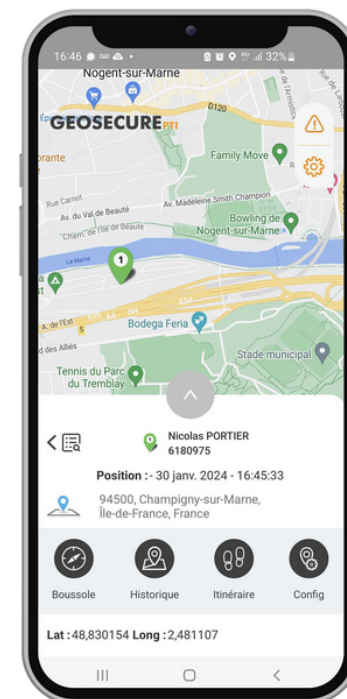 16:46
32%
Nogent-sur-Marne
D120
GEOSECURE PTI
Family Move
Rue Carnot
Av. Madeleine Smith Champion
Av. du Val de Beauté
Bowling de
Nogent-sur-Marne
Chem. de l'Île de Beauté
La Marne
1
E54
A4
N4
A. de l'Est
Bodega Feria
d des Alliés
Stade municipal
Tennis du Parc
du Tremblay
Nicolas PORTIER
6180975
Position :- 30 janv. 2024 - 16:45:33
94500, Champigny-sur-Marne,
Île-de-France, France
Boussole
Historique
Itinéraire
Config
Lat : 48,830154 Long : 2,481107